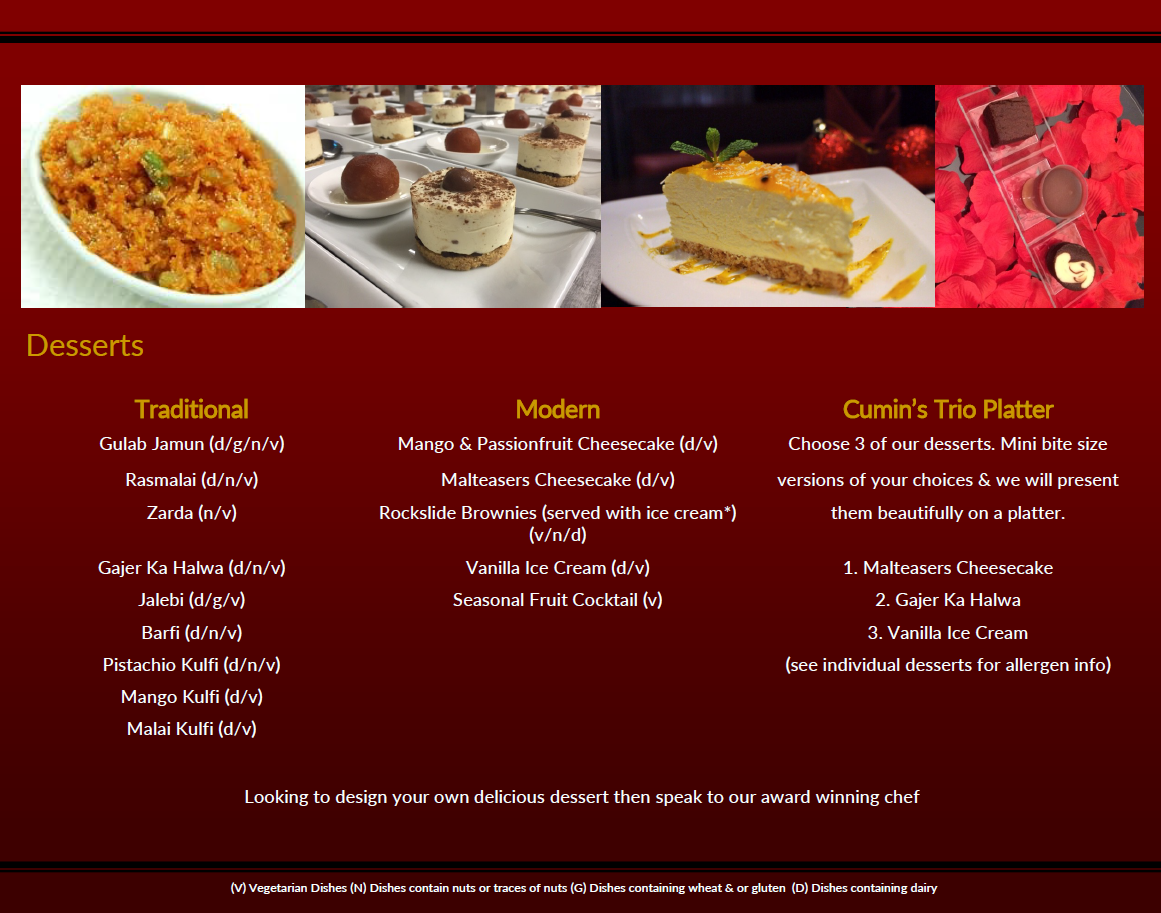 Desserts
Traditional
Gulab Jamun (d/g/n/v)
Rasmalai (d/n/v)
Zarda (n/v)
Gajer Ka Halwa (d/n/v)
Jalebi (d/g/v)
Barfi (d/n/v)
Pistachio Kulfi (d/n/v)
Mango Kulfi (d/v)
Malai Kulfi (d/v)
Modern
Mango & Passionfruit Cheesecake (d/v)
Malteasers Cheesecake (d/v)
Rockslide Brownies (served with ice cream*)
(v/n/d)
Vanilla Ice Cream (d/v)
Seasonal Fruit Cocktail (v)
Cumin’s Trio Platter
Choose 3 of our desserts. Mini bite size
versions of your choices & we will present
them beautifully on a platter.
1. Malteasers Cheesecake
2. Gajer Ka Halwa
3. Vanilla Ice Cream
(see individual desserts for allergen info)
Looking to design your own delicious dessert then speak to our award winning chef
(V) Vegetarian Dishes (N) Dishes contain nuts or traces of nuts (G) Dishes containing wheat & or gluten (D) Dishes containing dairy